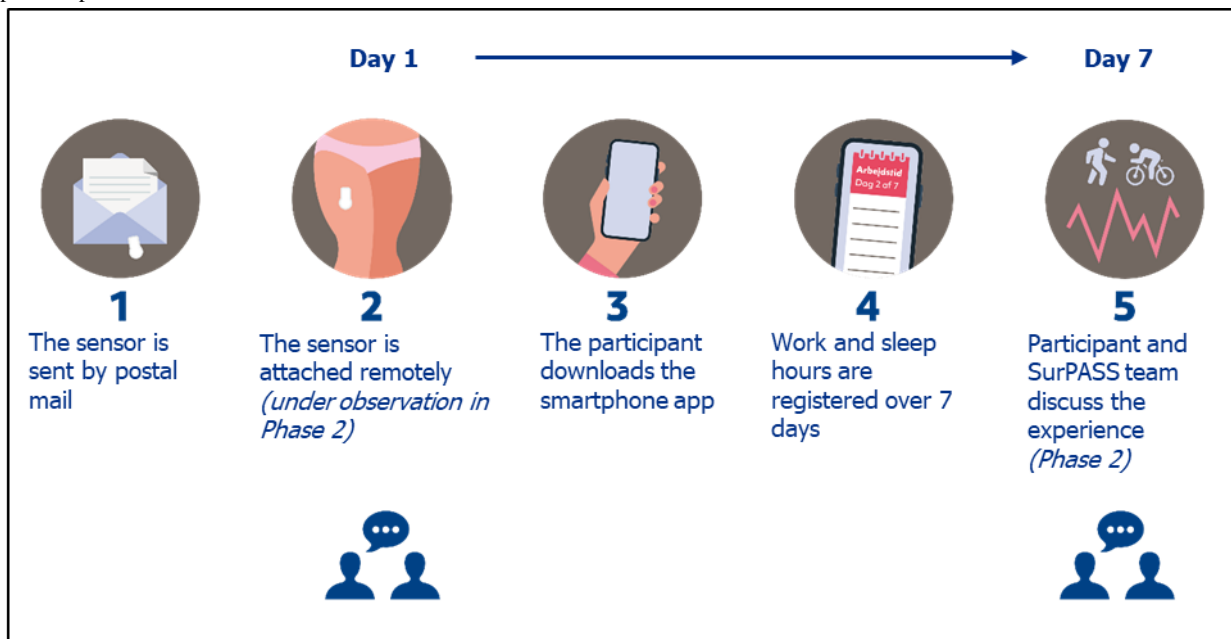 Day 1
Day 7
Arbejdstid
Dag 2 af 7
1
The sensor is
sent by postal
mail
2
The sensor is
attached remotely
(under observation in
Phase 2)
3
The participant
downloads the
smartphone app
4
Work and sleep
hours are
registered over 7
days
5
Participant and
SurPASS team
discuss the
experience
(Phase 2)